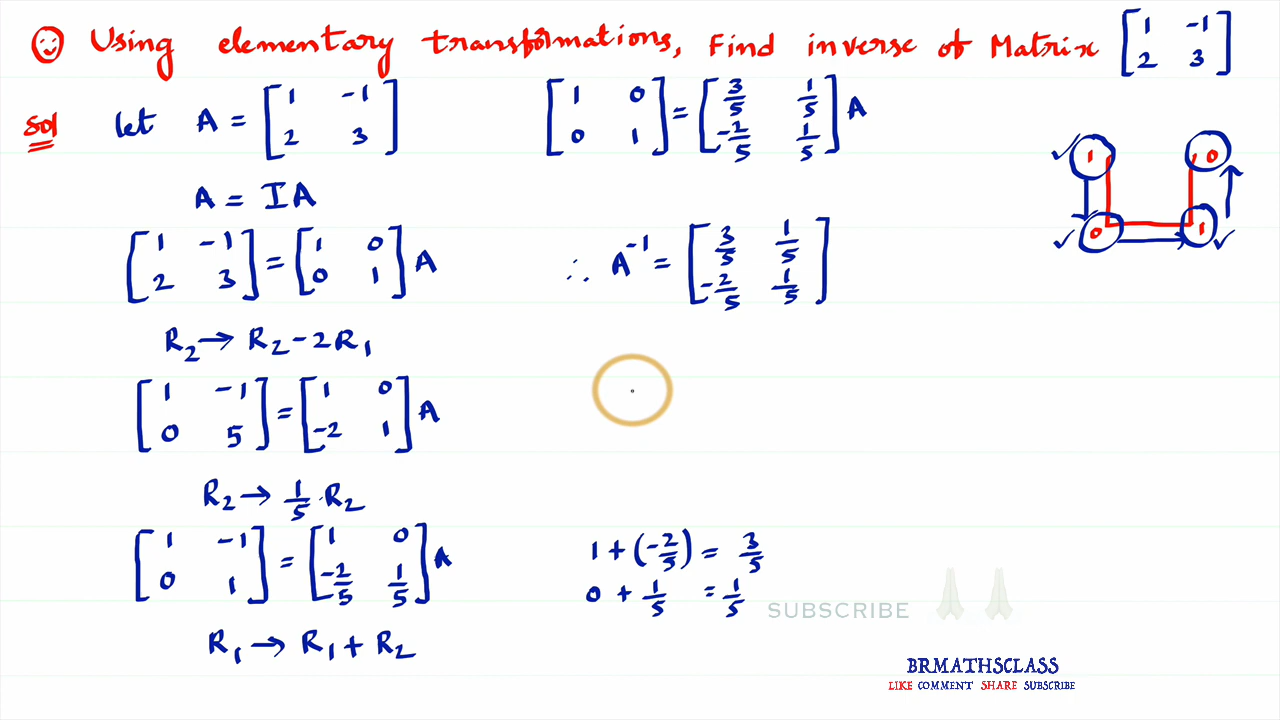 Using elementary transformations, Find inverse of Matrix [1 -1
2 3]
Sol let A = [1 -1
2 3]
A = IA
[1 -1
2 3] = [1 0
0 1] A
R₂ → R₂ - 2R₁
[1 -1
0 5] = [1 0
-2 1] A
R₂ → 1/5 · R₂
[1 -1
0 1] = [1 0
-2/5 1/5] A
R₁ → R₁ + R₂
[1 0
0 1] = [3/5 1/5
-2/5 1/5] A
∴ A⁻¹ = [3/5 1/5
-2/5 1/5]
1 + (-2/5) = 3/5
0 + 1/5 = 1/5
1 0
0 1
SUBSCRIBE
BRMATHSCLASS
LIKE COMMENT SHARE SUBSCRIBE